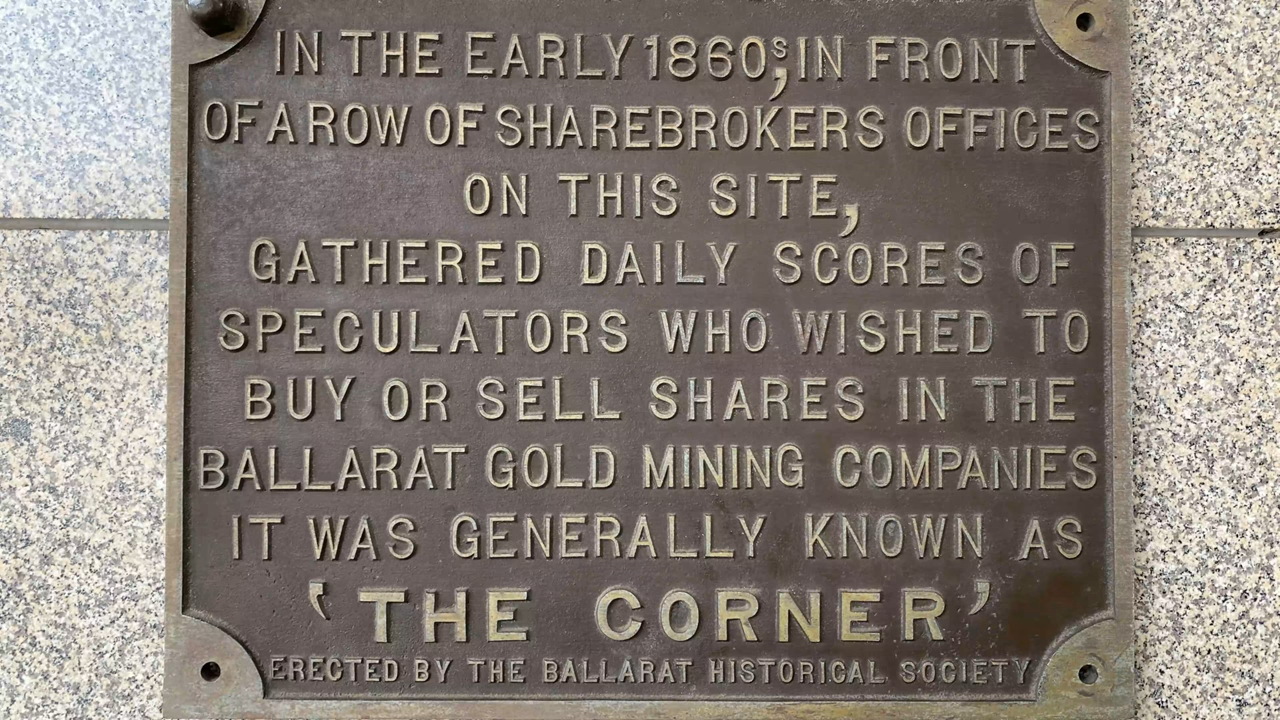 IN THE EARLY 1860s, IN FRONT
OF A ROW OF SHAREBROKERS OFFICES
ON THIS SITE,
GATHERED DAILY SCORES OF
SPECULATORS WHO WISHED TO
BUY OR SELL SHARES IN THE
BALLARAT GOLD MINING COMPANIES
IT WAS GENERALLY KNOWN AS
'THE CORNER'
ERECTED BY THE BALLARAT HISTORICAL SOCIETY